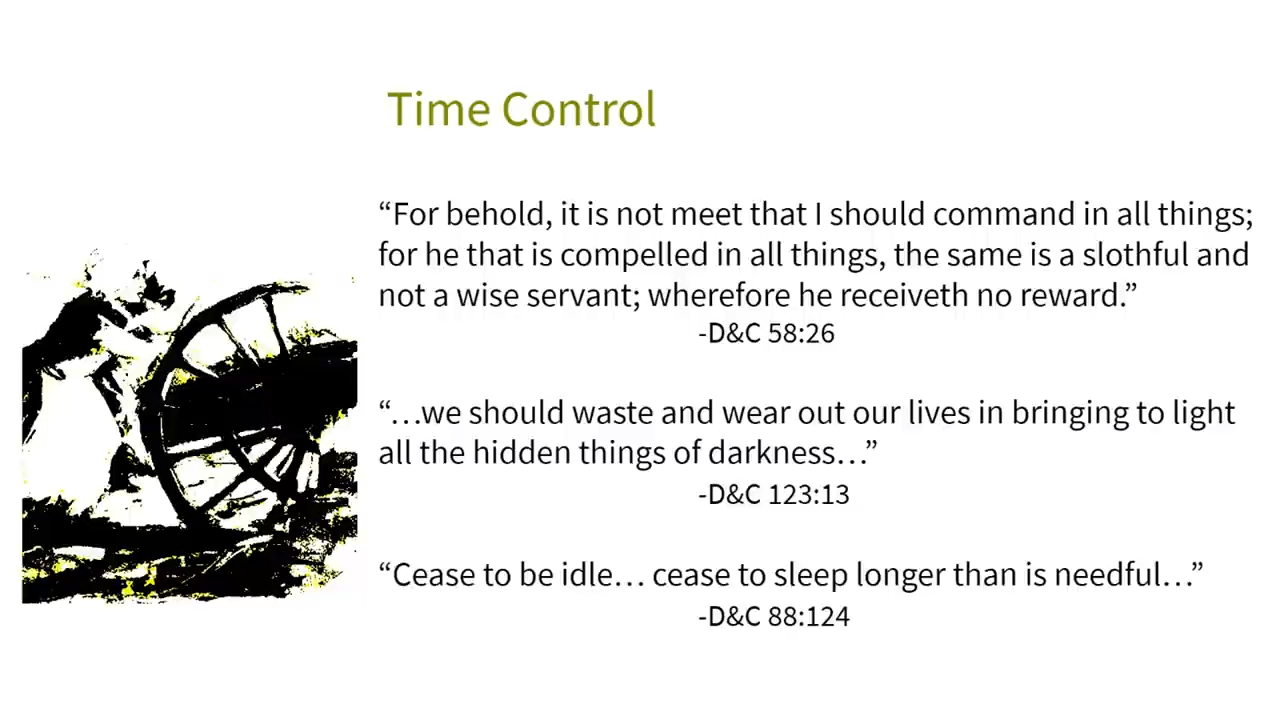 Time Control
“For behold, it is not meet that I should command in all things;
for he that is compelled in all things, the same is a slothful and
not a wise servant; wherefore he receiveth no reward.”
-D&C 58:26
“…we should waste and wear out our lives in bringing to light
all the hidden things of darkness…”
-D&C 123:13
“Cease to be idle… cease to sleep longer than is needful…”
-D&C 88:124